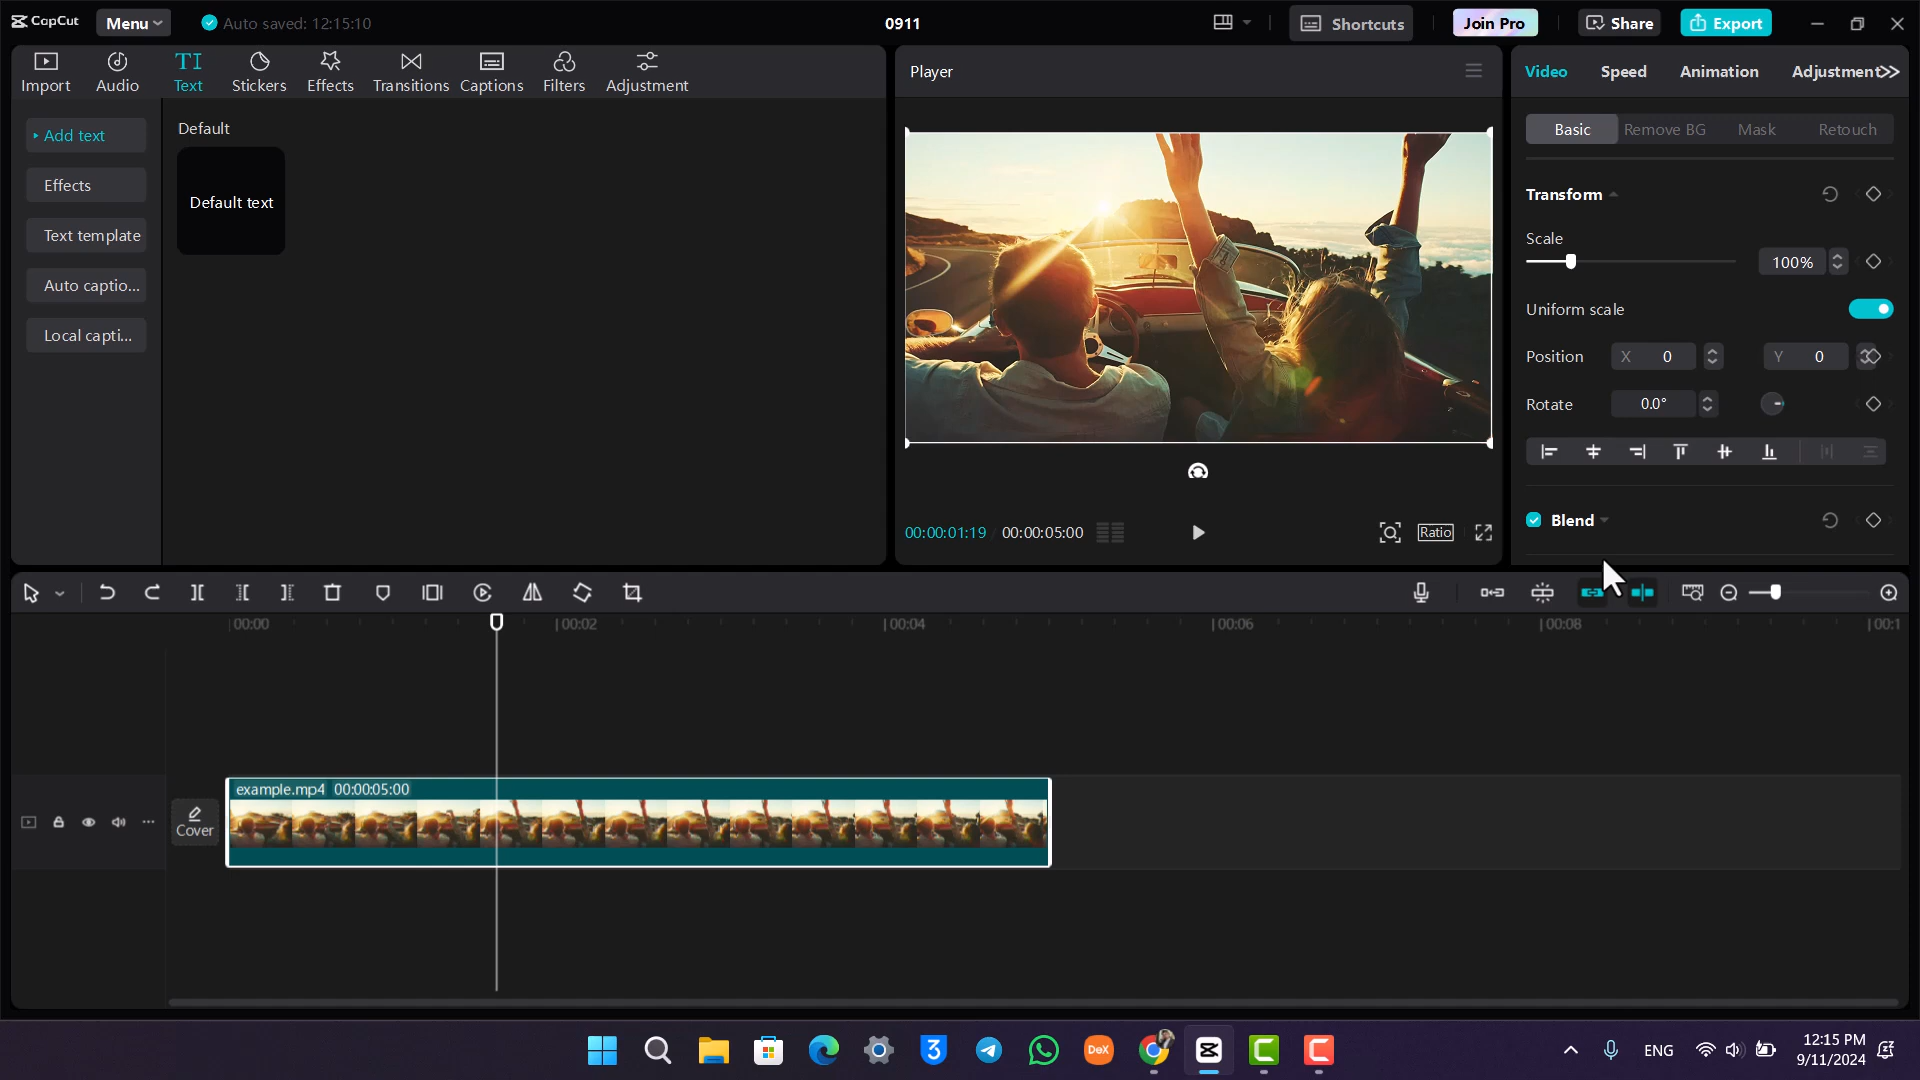 CapCut
Menu
Auto saved: 12:15:10
0911
Shortcuts
Join Pro
Share
Export
Import
Audio
TI
Text
Stickers
Effects
Transitions
Captions
Filters
Adjustment
Player
Video
Speed
Animation
Adjustment
Add text
Effects
Text template
Auto captio...
Local capti...
Default
Default text
Basic
Remove BG
Mask
Retouch
Transform
Scale
100%
Uniform scale
Position
X 0
Y 0
Rotate
0.0°
Blend
00:00:01:19
00:00:05:00
Ratio
00:00
00:02
00:04
00:06
00:08
00:1
example.mp4 00:00:05:00
Cover
3
DeX
ENG
12:15 PM
9/11/2024